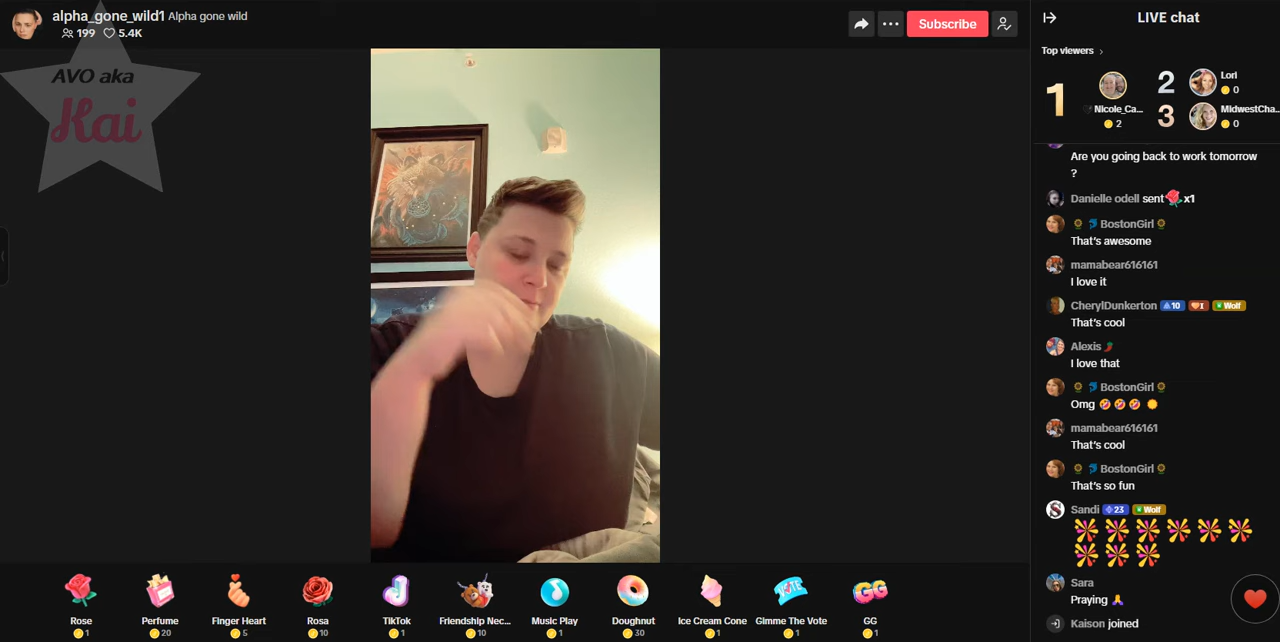 alpha_gone_wild1 Alpha gone wild
199 5.4K
Subscribe
AVO aka
Kai
LIVE chat
Top viewers
1
Nicole_Ca...
2
2
Lori
0
3
MidwestCha...
0
Are you going back to work tomorrow
?
Danielle odell sent x1
BostonGirl
That's awesome
mamabear616161
I love it
CherylDunkerton 10 I Wolf
That's cool
Alexis
I love that
BostonGirl
Omg 🤣🤣🤣
mamabear616161
That's cool
BostonGirl
That's so fun
Sandi 23 Wolf
Sara
Praying 🙏
Kaison joined
Rose
1
Perfume
20
Finger Heart
5
Rosa
10
TikTok
1
Friendship Nec...
10
Music Play
1
Doughnut
30
Ice Cream Cone
1
VOTE
Gimme The Vote
1
GG
GG
1